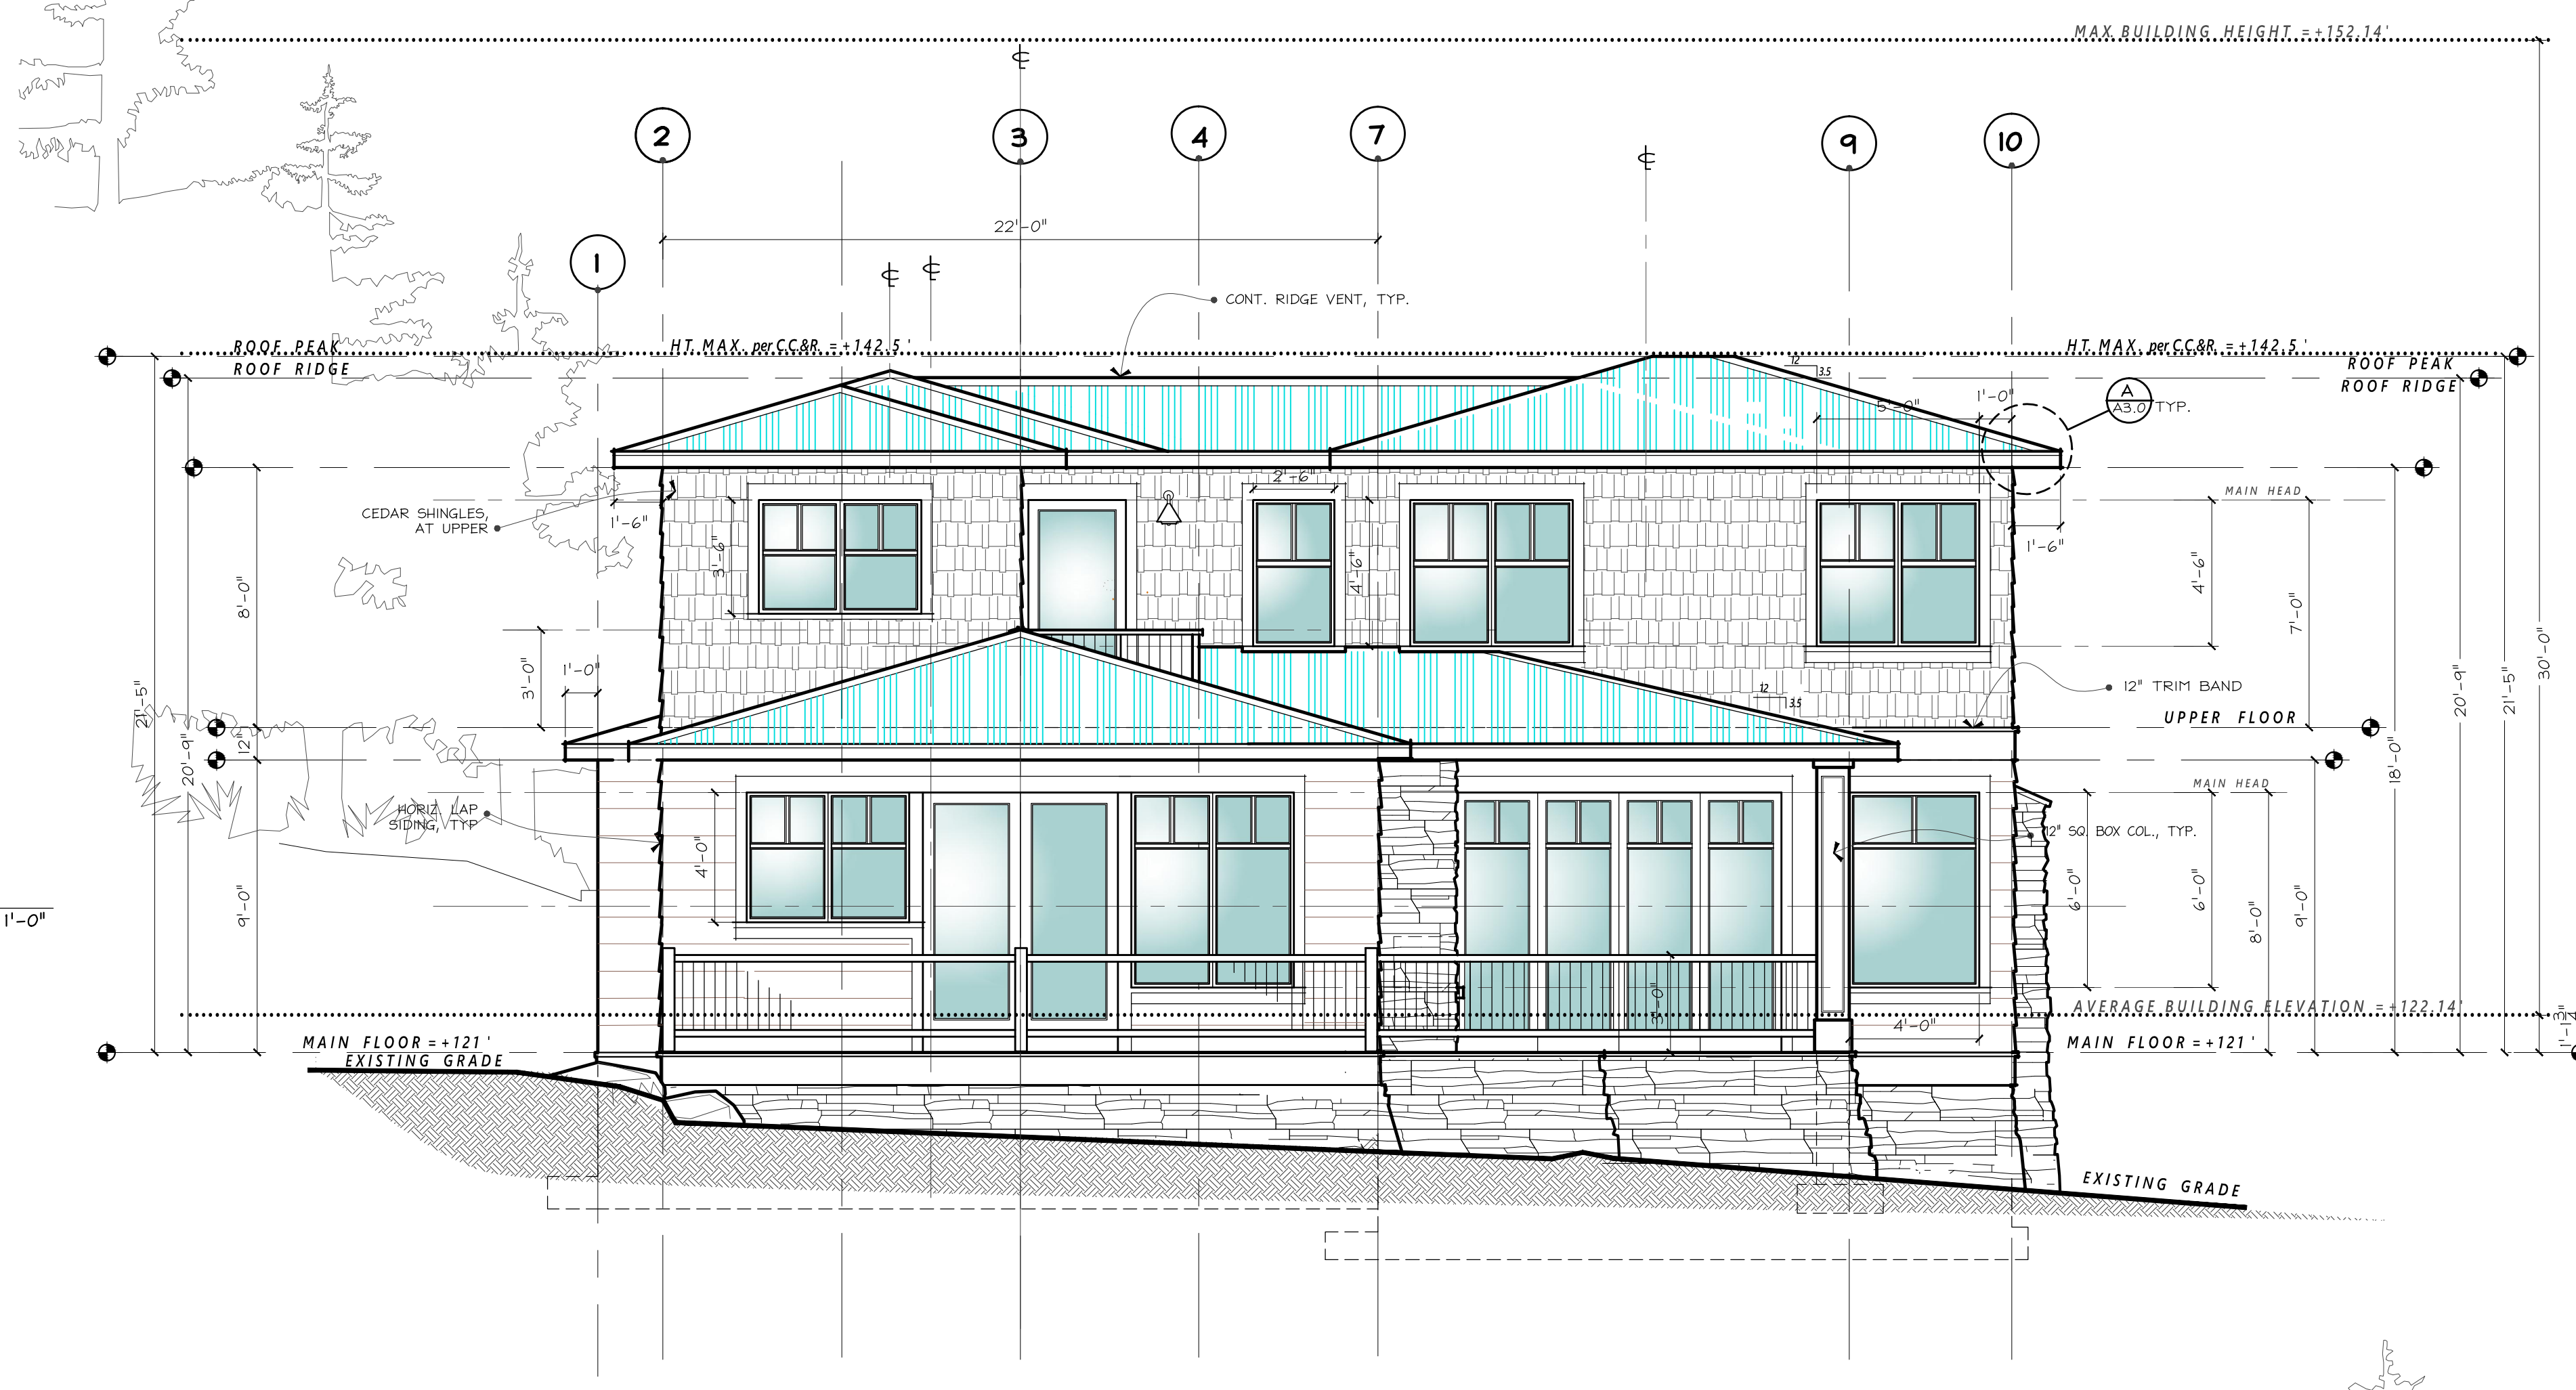 MAX. BUILDING HEIGHT = +152.14'
2
3
4
7
9
10
1
22'-0"
CONT. RIDGE VENT, TYP.
ROOF PEAK
ROOF RIDGE
HT. MAX. per C.C.&R. = +142.5 '
HT. MAX. per C.C.&R. = +142.5 '
ROOF PEAK
ROOF RIDGE
12
3.5
5'-0"
1'-0"
A
A3.0
TYP.
2'-6"
MAIN HEAD
CEDAR SHINGLES,
AT UPPER
1'-6"
3'-6"
4'-6"
1'-6"
4'-6"
7'-0"
8'-0"
30'-0"
3'-0"
1'-0"
12
3.5
12" TRIM BAND
UPPER FLOOR
21'-5"
20'-9"
12"
20'-9"
21'-5"
18'-0"
MAIN HEAD
HORIZ. LAP
SIDING, TYP
4'-0"
12" SQ. BOX COL., TYP.
9'-0"
6'-0"
6'-0"
8'-0"
9'-0"
1'-0"
3'-0"
4'-0"
AVERAGE BUILDING ELEVATION = +122.14'
MAIN FLOOR = +121 '
EXISTING GRADE
MAIN FLOOR = +121 '
EXISTING GRADE